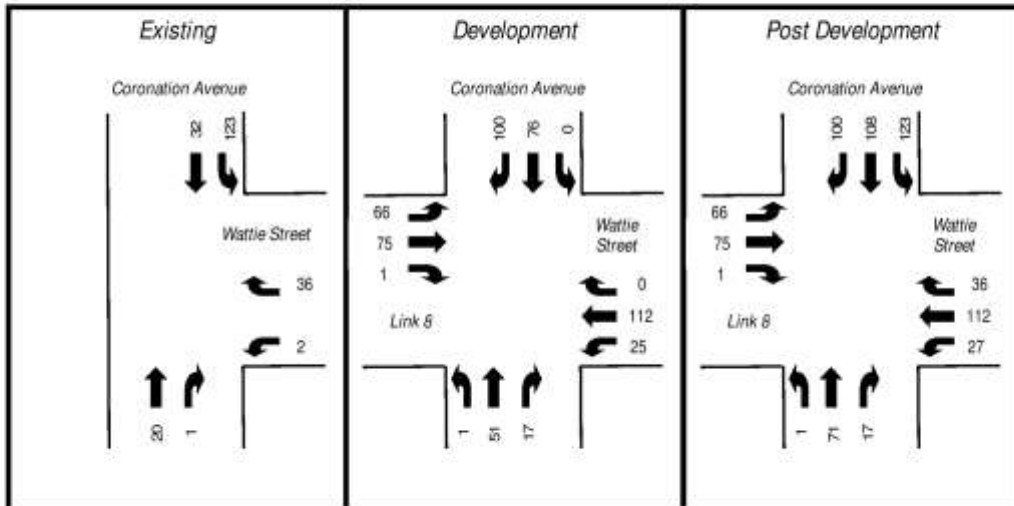 Existing
Coronation Avenue
32 123
Wattie Street
36
2
20 1
Development
Coronation Avenue
100 76 0
66
75
1
Link 8
Wattie
Street
0
112
25
1 51 17
Post Development
Coronation Avenue
100 108 123
66
75
1
Link 8
Wattie
Street
36
112
27
1 71 17